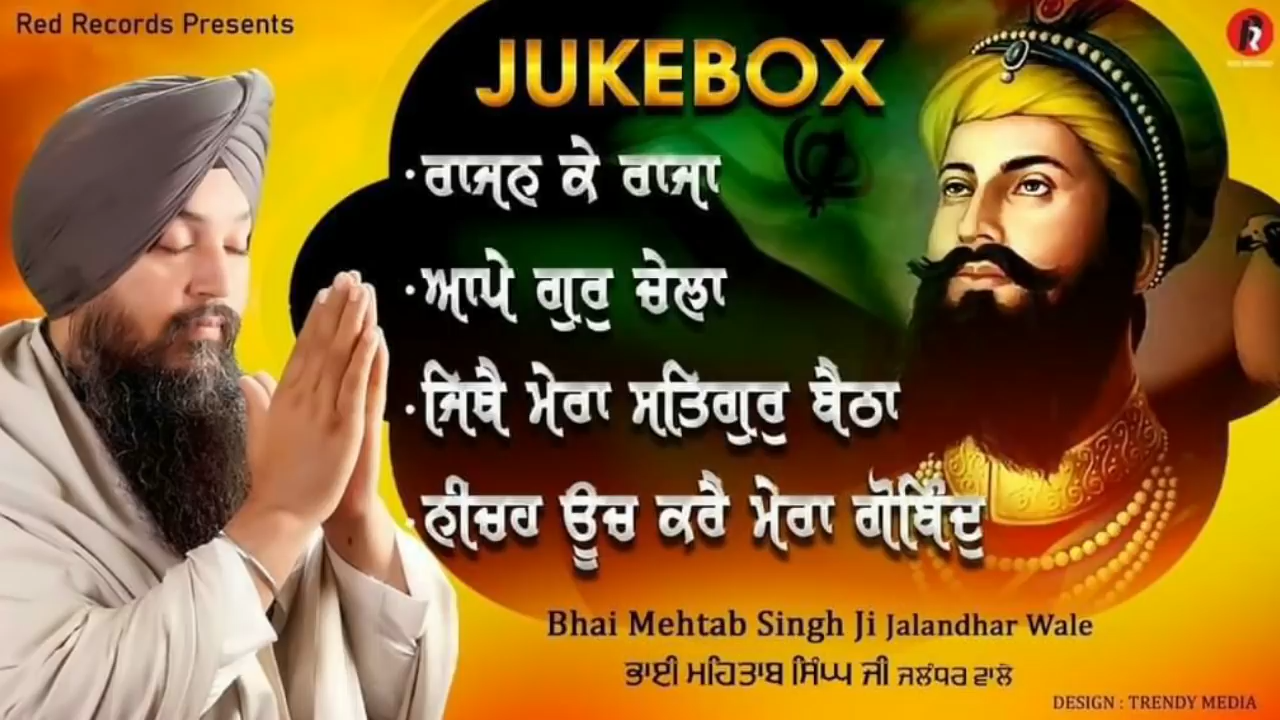 Red Records Presents
JUKEBOX
·ਰਾਜਨ ਕੇ ਰਾਜਾ
·ਆਪੇ ਗੁਰੁ ਚੇਲਾ
·ਜਿੱਥੈ ਮੇਰਾ ਸਤਿਗੁਰੁ ਬੈਠਾ
·ਨੀਚਹ ਊਚ ਕਰੈ ਮੇਰਾ ਗੋਬਿੰਦੁ
Bhai Mehtab Singh Ji Jalandhar Wale
ਭਾਈ ਮਹਿਤਾਬ ਸਿੰਘ ਜੀ ਜਲੰਧਰ ਵਾਲੇ
DESIGN : TRENDY MEDIA